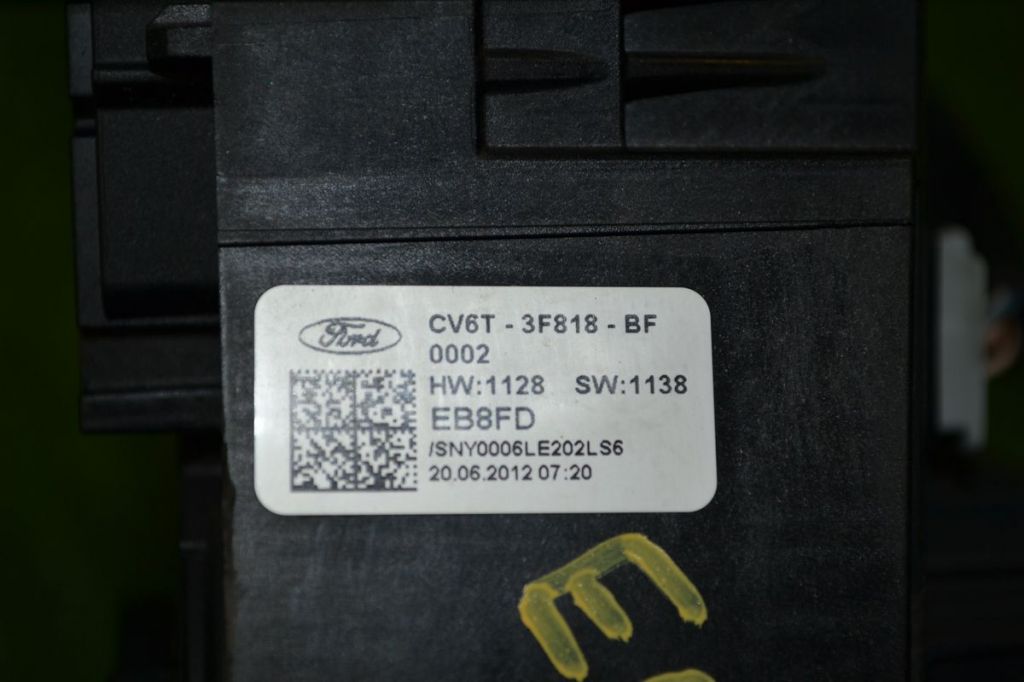 Ford
CV6T - 3F818 - BF
0002
HW:1128 SW:1138
EB8FD
/SNY0006LE202LS6
20.06.2012 07:20
E